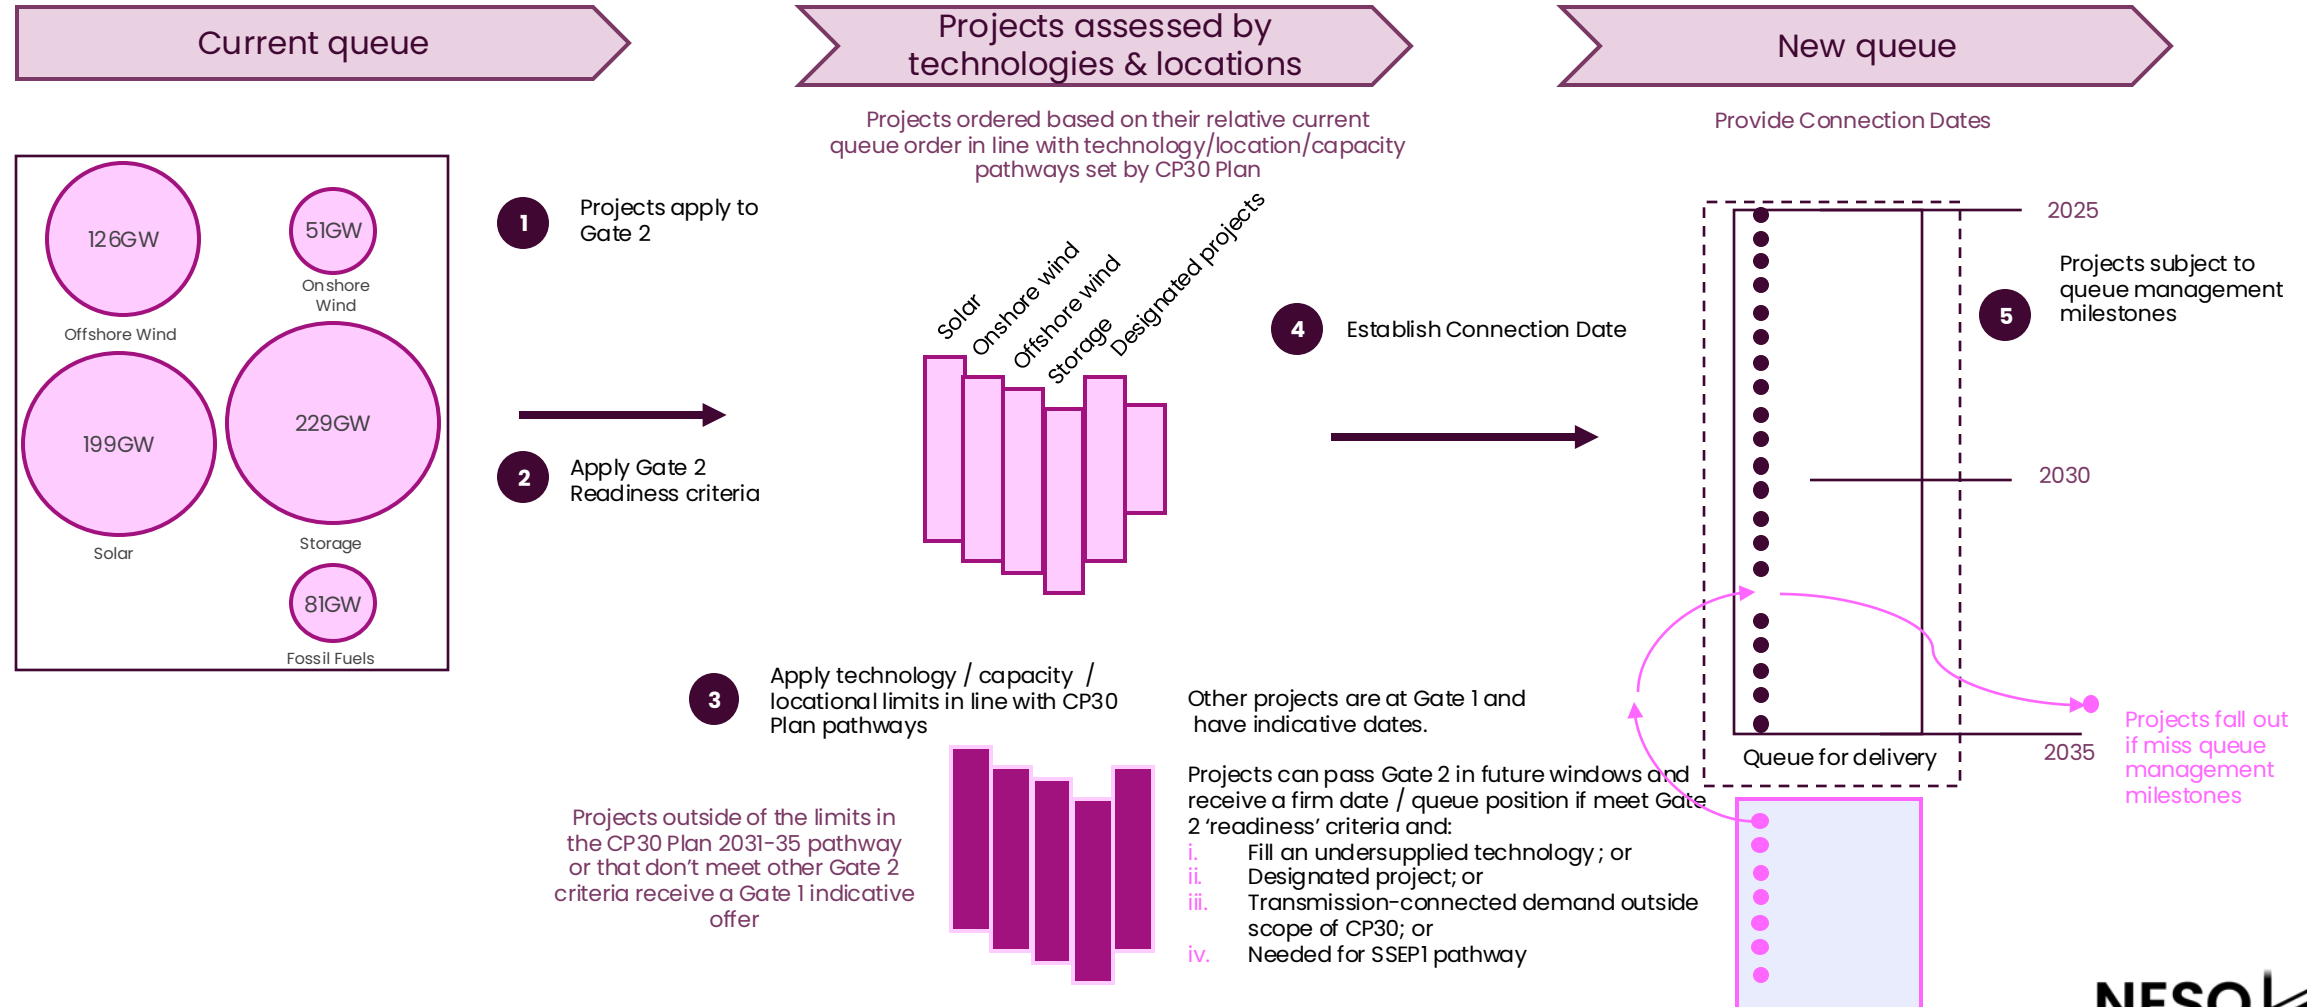 Current queue
Projects assessed by
technologies & locations
New queue
Projects ordered based on their relative current
queue order in line with technology/location/capacity
pathways set by CP30 Plan
Provide Connection Dates
126GW
Offshore Wind
51GW
Onshore
Wind
199GW
Solar
229GW
Storage
81GW
Fossil Fuels
1
Projects apply to
Gate 2
2
Apply Gate 2
Readiness criteria
Solar
Onshore wind
Offshore wind
Storage
Designated projects
3
Apply technology / capacity /
locational limits in line with CP30
Plan pathways
Projects outside of the limits in
the CP30 Plan 2031-35 pathway
or that don’t meet other Gate 2
criteria receive a Gate 1 indicative
offer
4
Establish Connection Date
Other projects are at Gate 1 and
have indicative dates.
Projects can pass Gate 2 in future windows and
receive a firm date / queue position if meet Gate
2 ‘readiness’ criteria and:
i. Fill an undersupplied technology; or
ii. Designated project; or
iii. Transmission-connected demand outside
scope of CP30; or
iv. Needed for SSEP1 pathway
2025
5
Projects subject to
queue management
milestones
2030
2035
Queue for delivery
Projects fall out
if miss queue
management
milestones
NESO